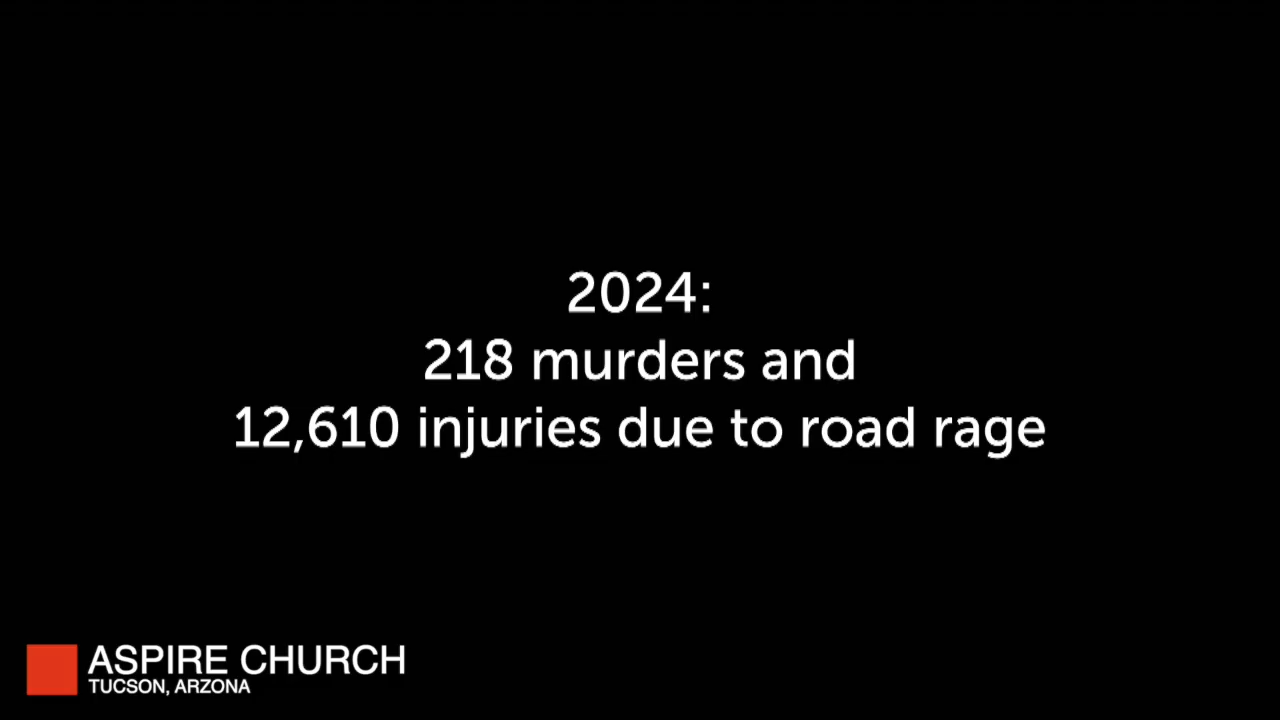 2024:
218 murders and
12,610 injuries due to road rage
ASPIRE CHURCH
TUCSON, ARZONA